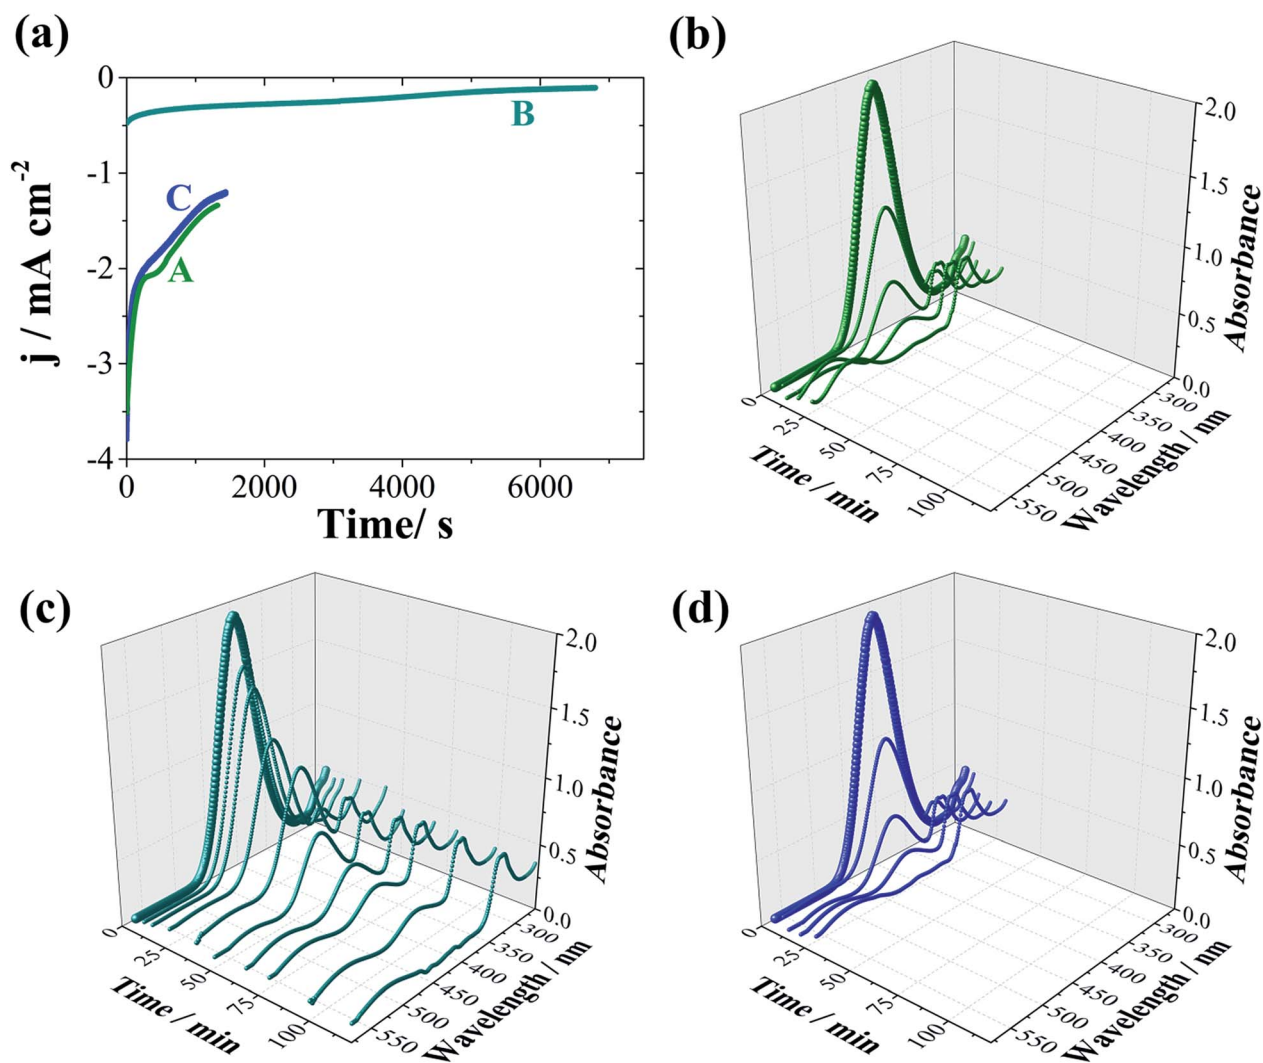 (a)
0
-1
-2
-3
-4
j / mA cm-2
B
C
A
0 2000 4000 6000
Time/ s
(b)
2.0
1.5
1.0
0.5
0.0
Absorbance
0
25
50
75
100
Time / min
300
350
400
450
500
550
Wavelength / nm
(c)
2.0
1.5
1.0
0.5
0.0
Absorbance
0
25
50
75
100
Time / min
300
350
400
450
500
550
Wavelength / nm
(d)
2.0
1.5
1.0
0.5
0.0
Absorbance
0
25
50
75
100
Time / min
300
350
400
450
500
550
Wavelength / nm